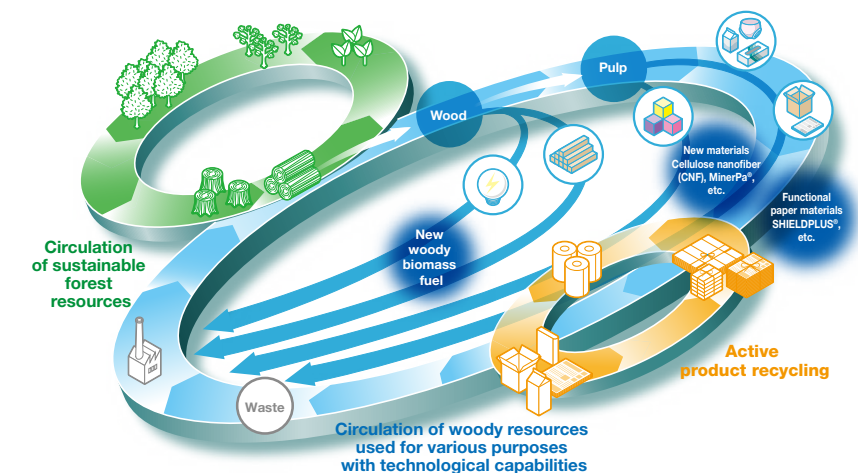 Pulp
Wood
New materials
Cellulose nanofiber
(CNF), MinerPa®,
etc.
Functional
paper materials
SHIELDPLUS®,
etc.
New
woody
biomass
fuel
Circulation
of sustainable
forest
resources
Active
product recycling
Waste
Circulation of woody resources
used for various purposes
with technological capabilities